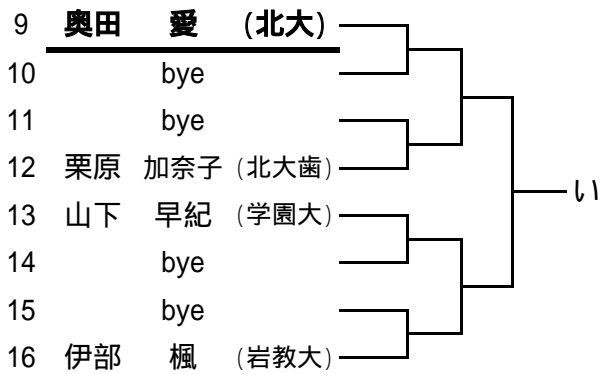 9 奥田 愛 (北大)
10 bye
11 bye
12 栗原 加奈子 (北大歯)
13 山下 早紀 (学園大)
14 bye
15 bye
16 伊部 楓 (岩教大)
い